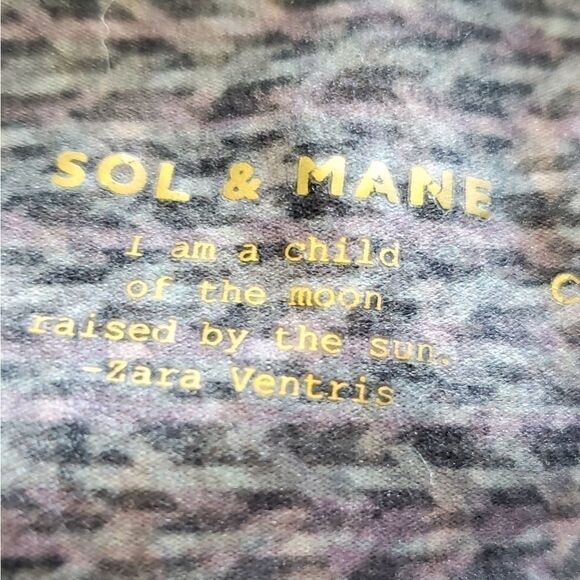 SOL & MANE
I am a child
of the moon
raised by the sun.
-Zara Ventris
C